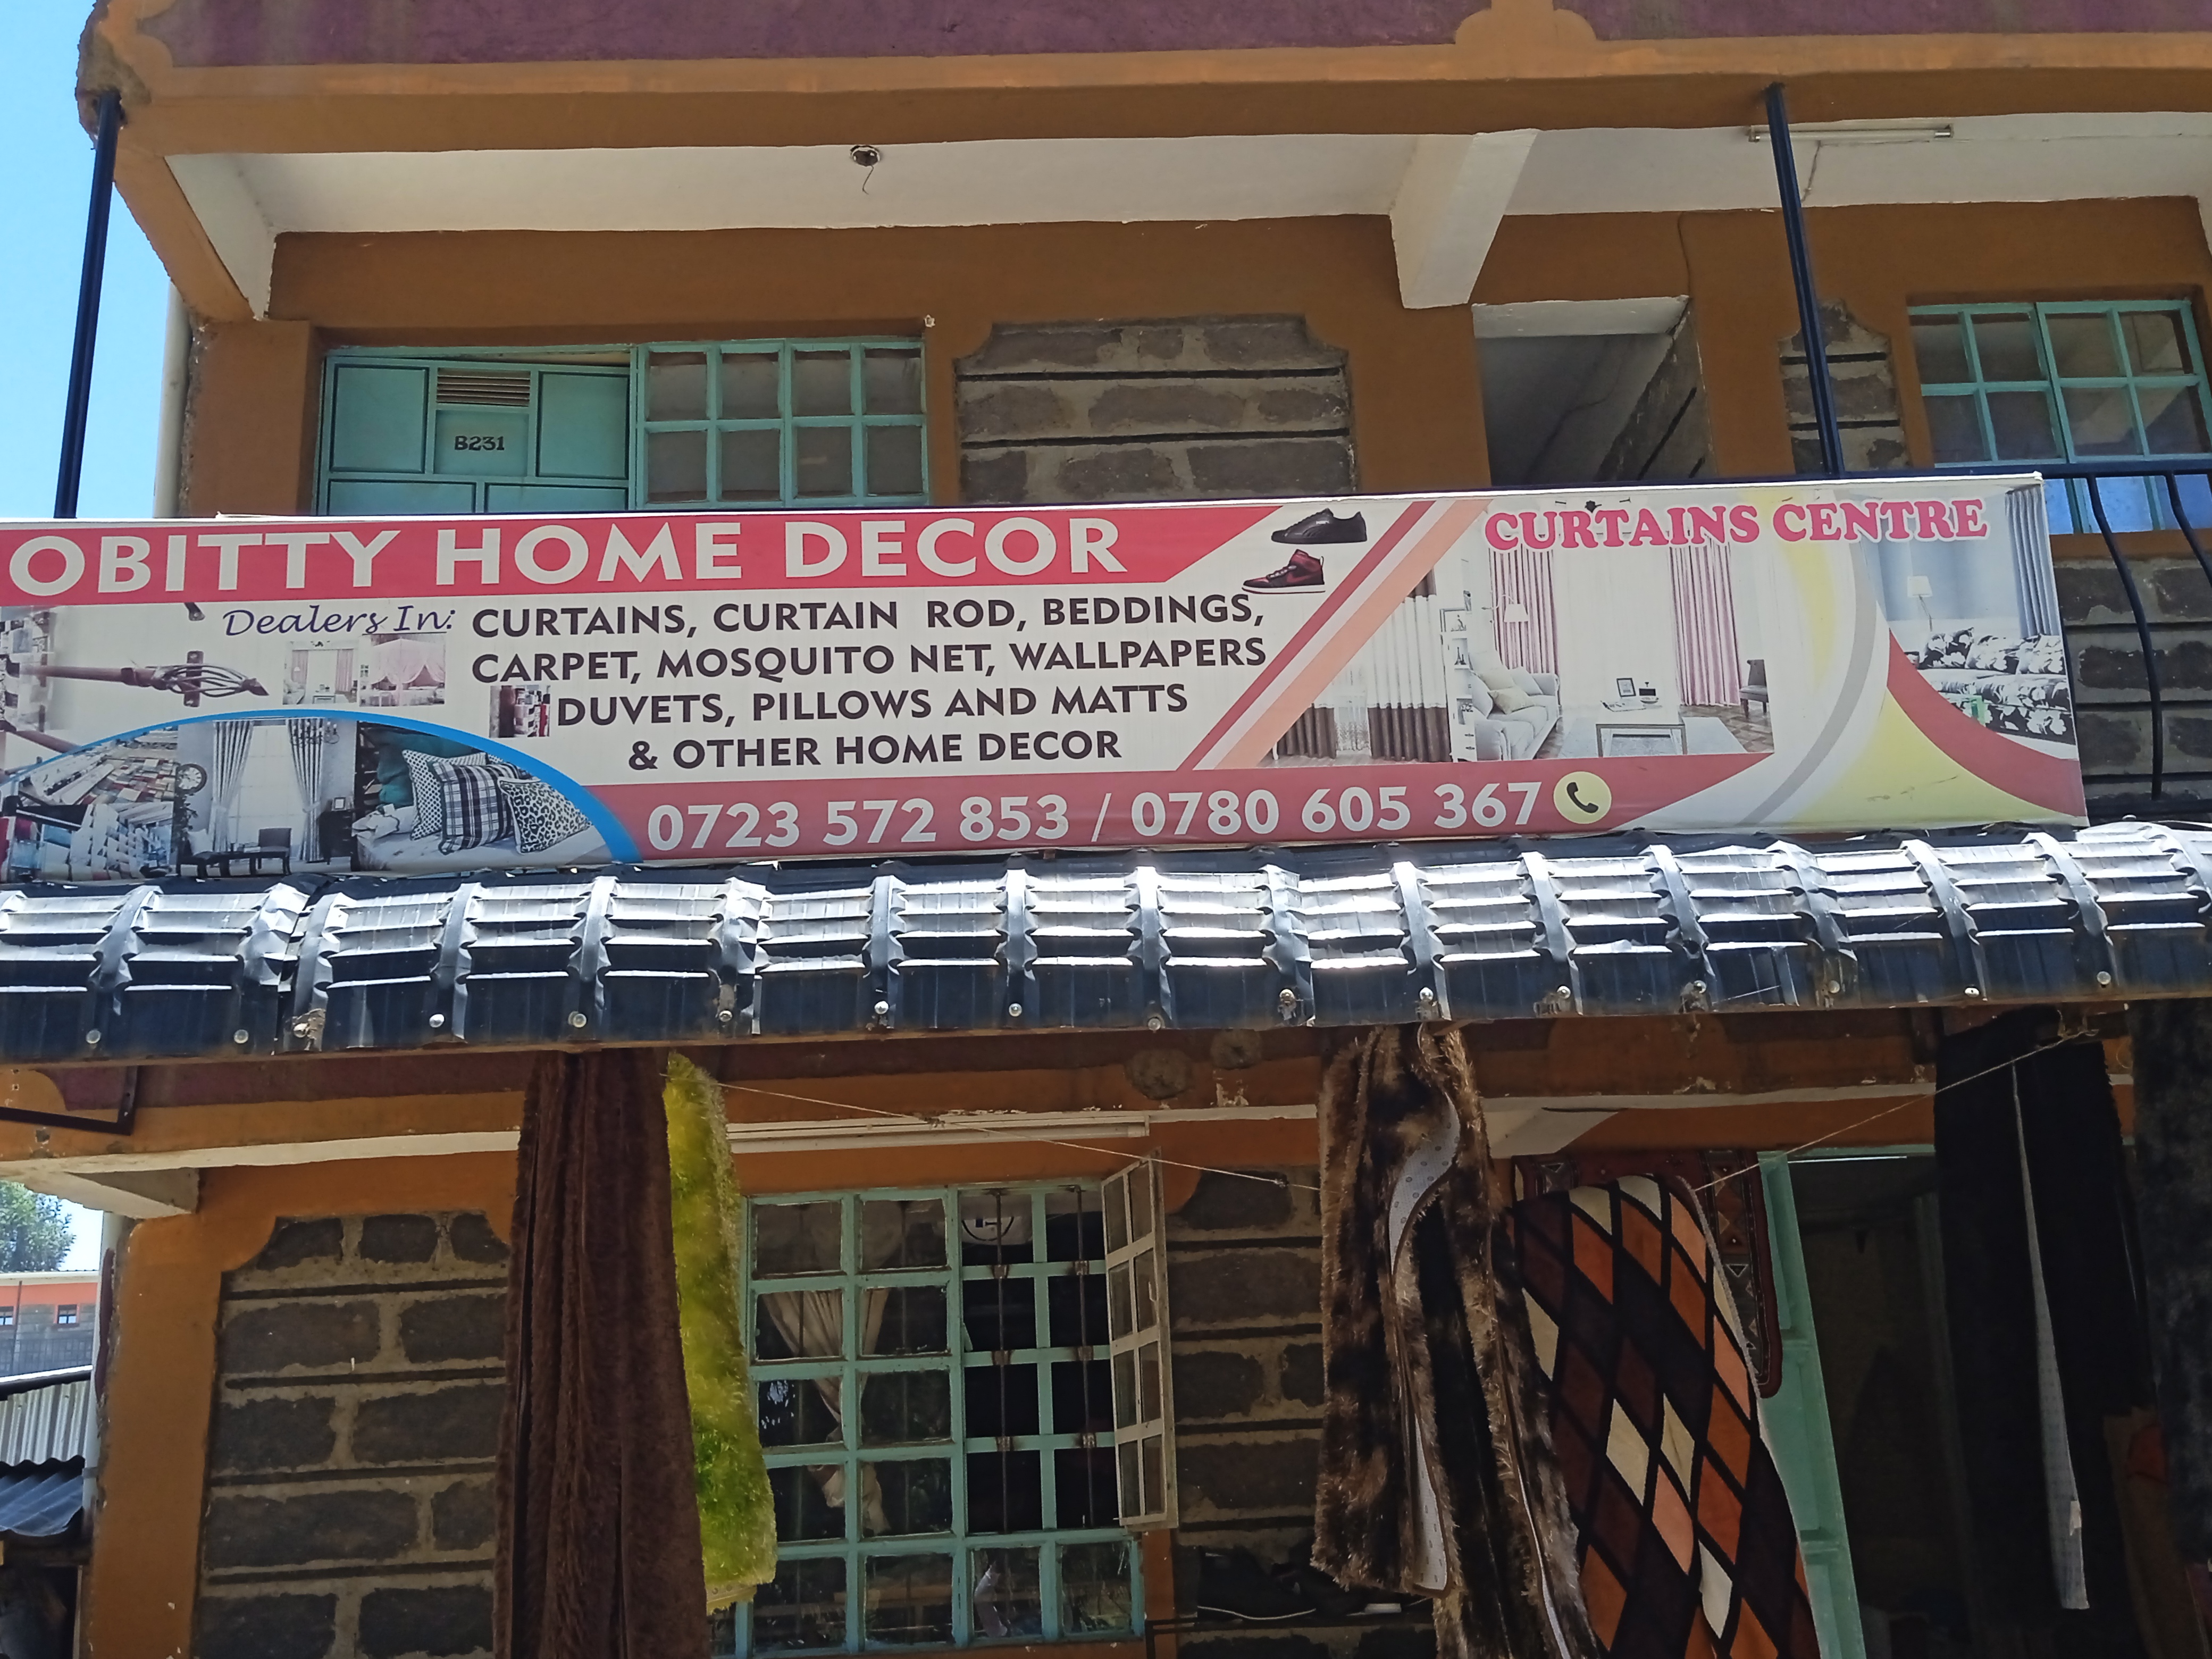 B231
OBITTY HOME DECOR
CURTAINS CENTRE
Dealers In: CURTAINS, CURTAIN ROD, BEDDINGS,
CARPET, MOSQUITO NET, WALLPAPERS
DUVETS, PILLOWS AND MATTS
& OTHER HOME DECOR
0723 572 853 / 0780 605 367